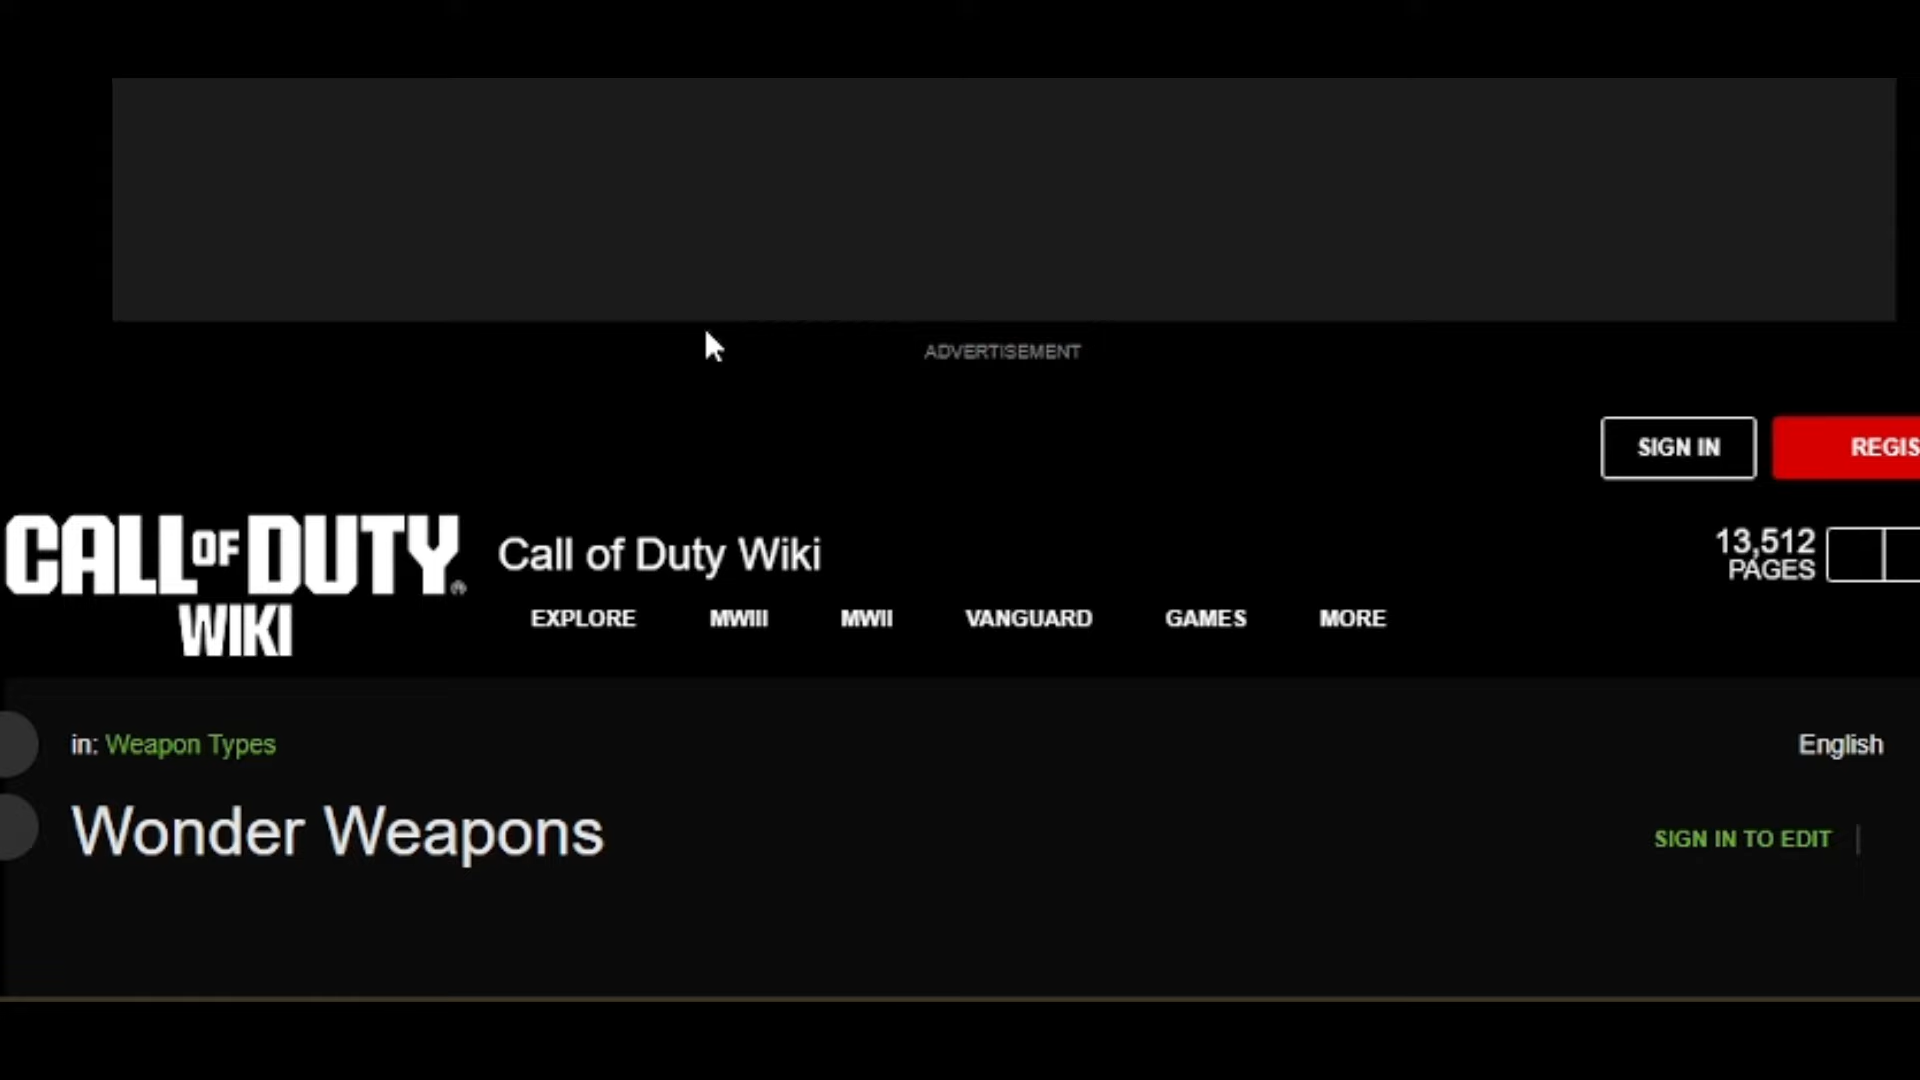 ADVERTISEMENT
SIGN IN
REGIS
CALL OF DUTY
WIKI
Call of Duty Wiki
13,512
PAGES
EXPLORE MWIII MWII VANGUARD GAMES MORE
in: Weapon Types
English
Wonder Weapons
SIGN IN TO EDIT